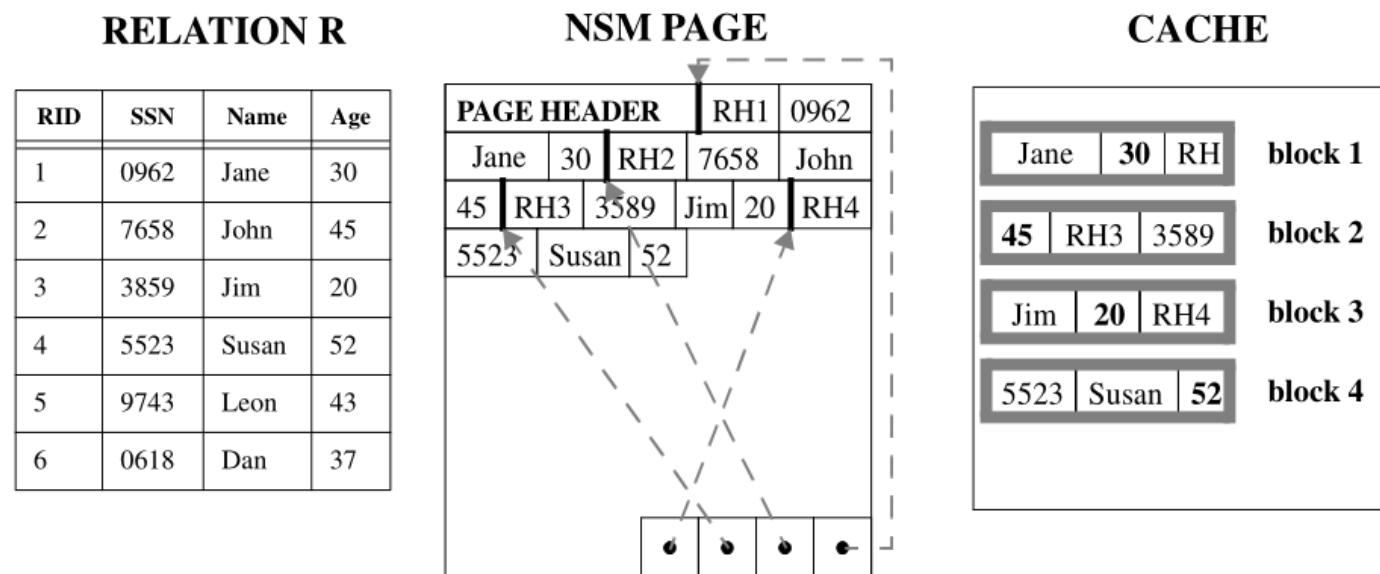 RELATION R
RID SSN Name Age
1 0962 Jane 30
2 7658 John 45
3 3859 Jim 20
4 5523 Susan 52
5 9743 Leon 43
6 0618 Dan 37
NSM PAGE
PAGE HEADER RH1 0962
Jane 30 RH2 7658 John
45 RH3 3589 Jim 20 RH4
5523 Susan 52
CACHE
Jane 30 RH block 1
45 RH3 3589 block 2
Jim 20 RH4 block 3
5523 Susan 52 block 4